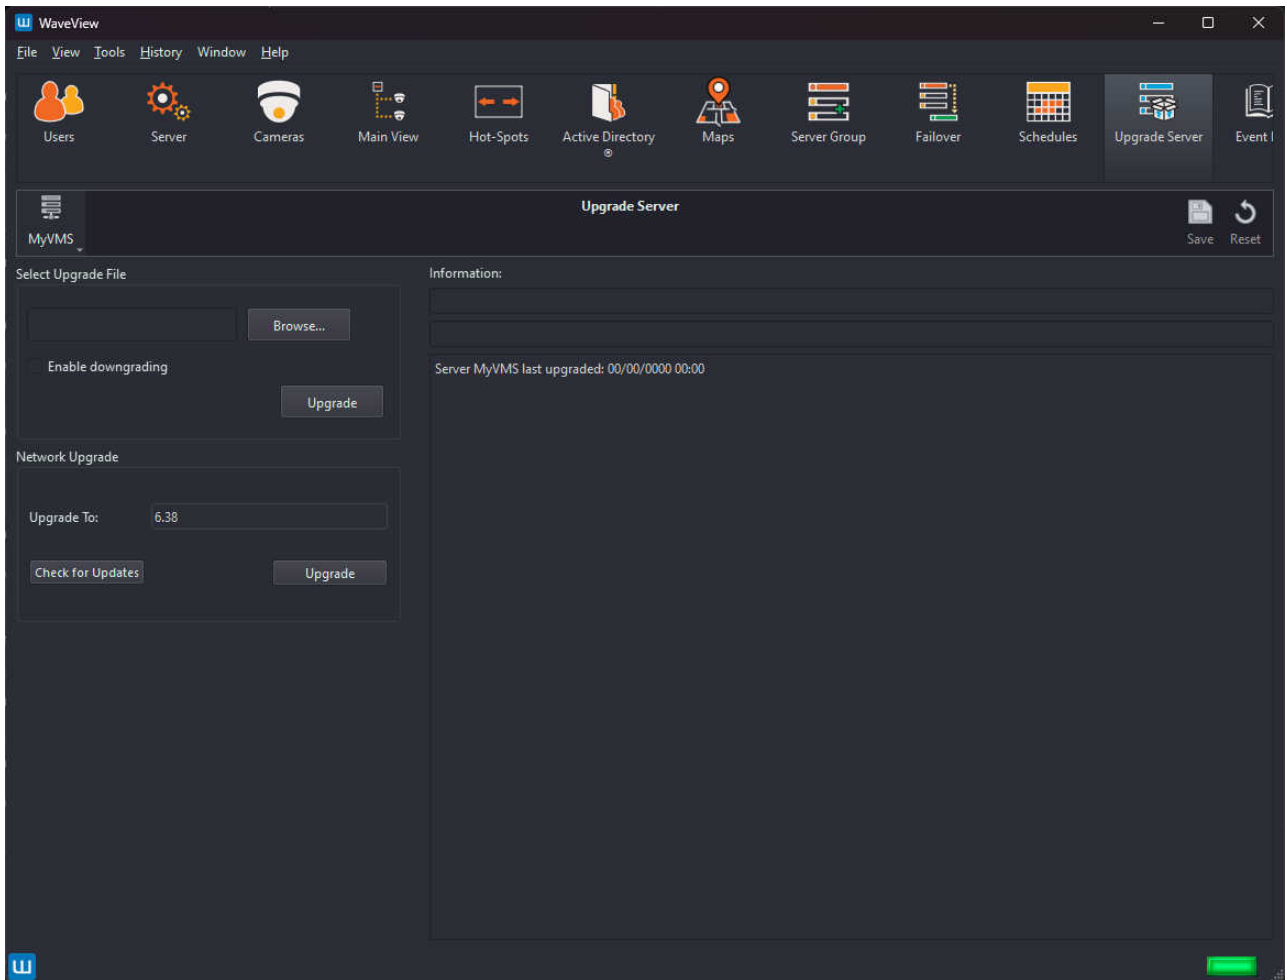 WaveView
File View Tools History Window Help
Users Server Cameras Main View Hot-Spots Active Directory Maps Server Group Failover Schedules Upgrade Server Event
®
Upgrade Server
MyVMS Save Reset
Select Upgrade File
Information:
Browse...
Enable downgrading
Server MyVMS last upgraded: 00/00/0000 00:00
Upgrade
Network Upgrade
Upgrade To: 6.38
Check for Updates Upgrade